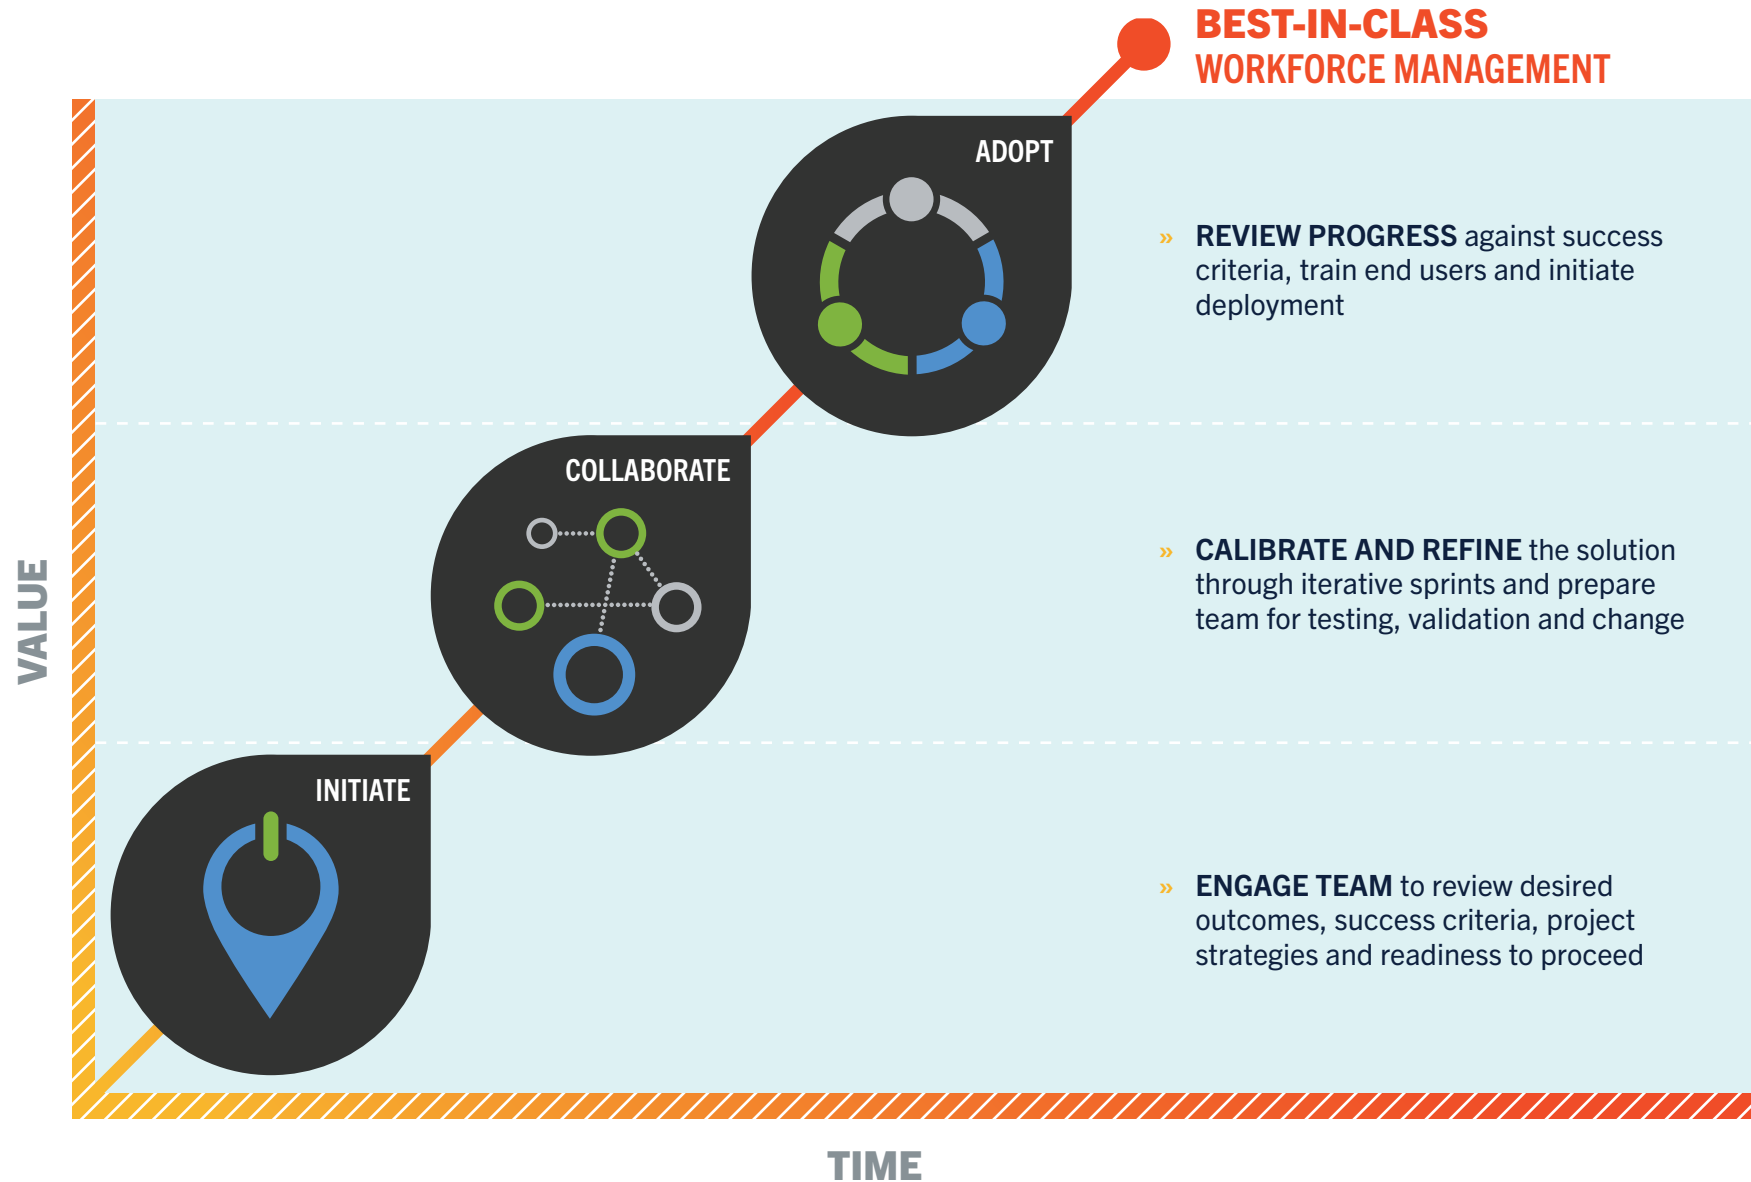 BEST-IN-CLASS
WORKFORCE MANAGEMENT
ADOPT
» REVIEW PROGRESS against success
criteria, train end users and initiate
deployment
COLLABORATE
» CALIBRATE AND REFINE the solution
through iterative sprints and prepare
team for testing, validation and change
VALUE
INITIATE
» ENGAGE TEAM to review desired
outcomes, success criteria, project
strategies and readiness to proceed
TIME